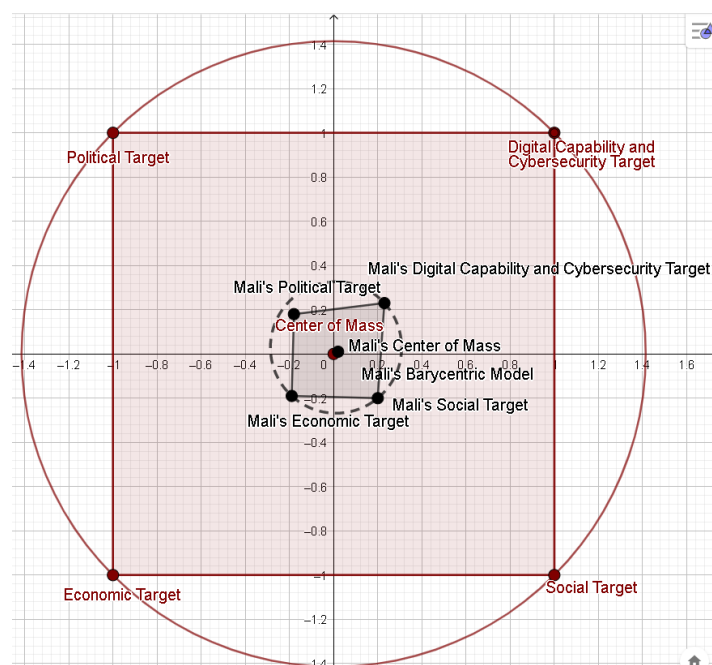 1.4
1.2
1
Political Target
Digital Capability and
Cybersecurity Target
0.8
0.6
0.4
Mali's Digital Capability and Cybersecurity Target
Mali's Political Target
0.2
Center of Mass
Mali's Center of Mass
-1.4 -1.2 -1 -0.8 -0.6 -0.4 -0.2 0 0.2 0.4 0.6 0.8 1 1.2 1.4 1.6
Mali's Barycentric Model
-0.2
Mali's Social Target
Mali's Economic Target
-0.4
-0.6
-0.8
-1
Economic Target
Social Target
-1.2
-1.4